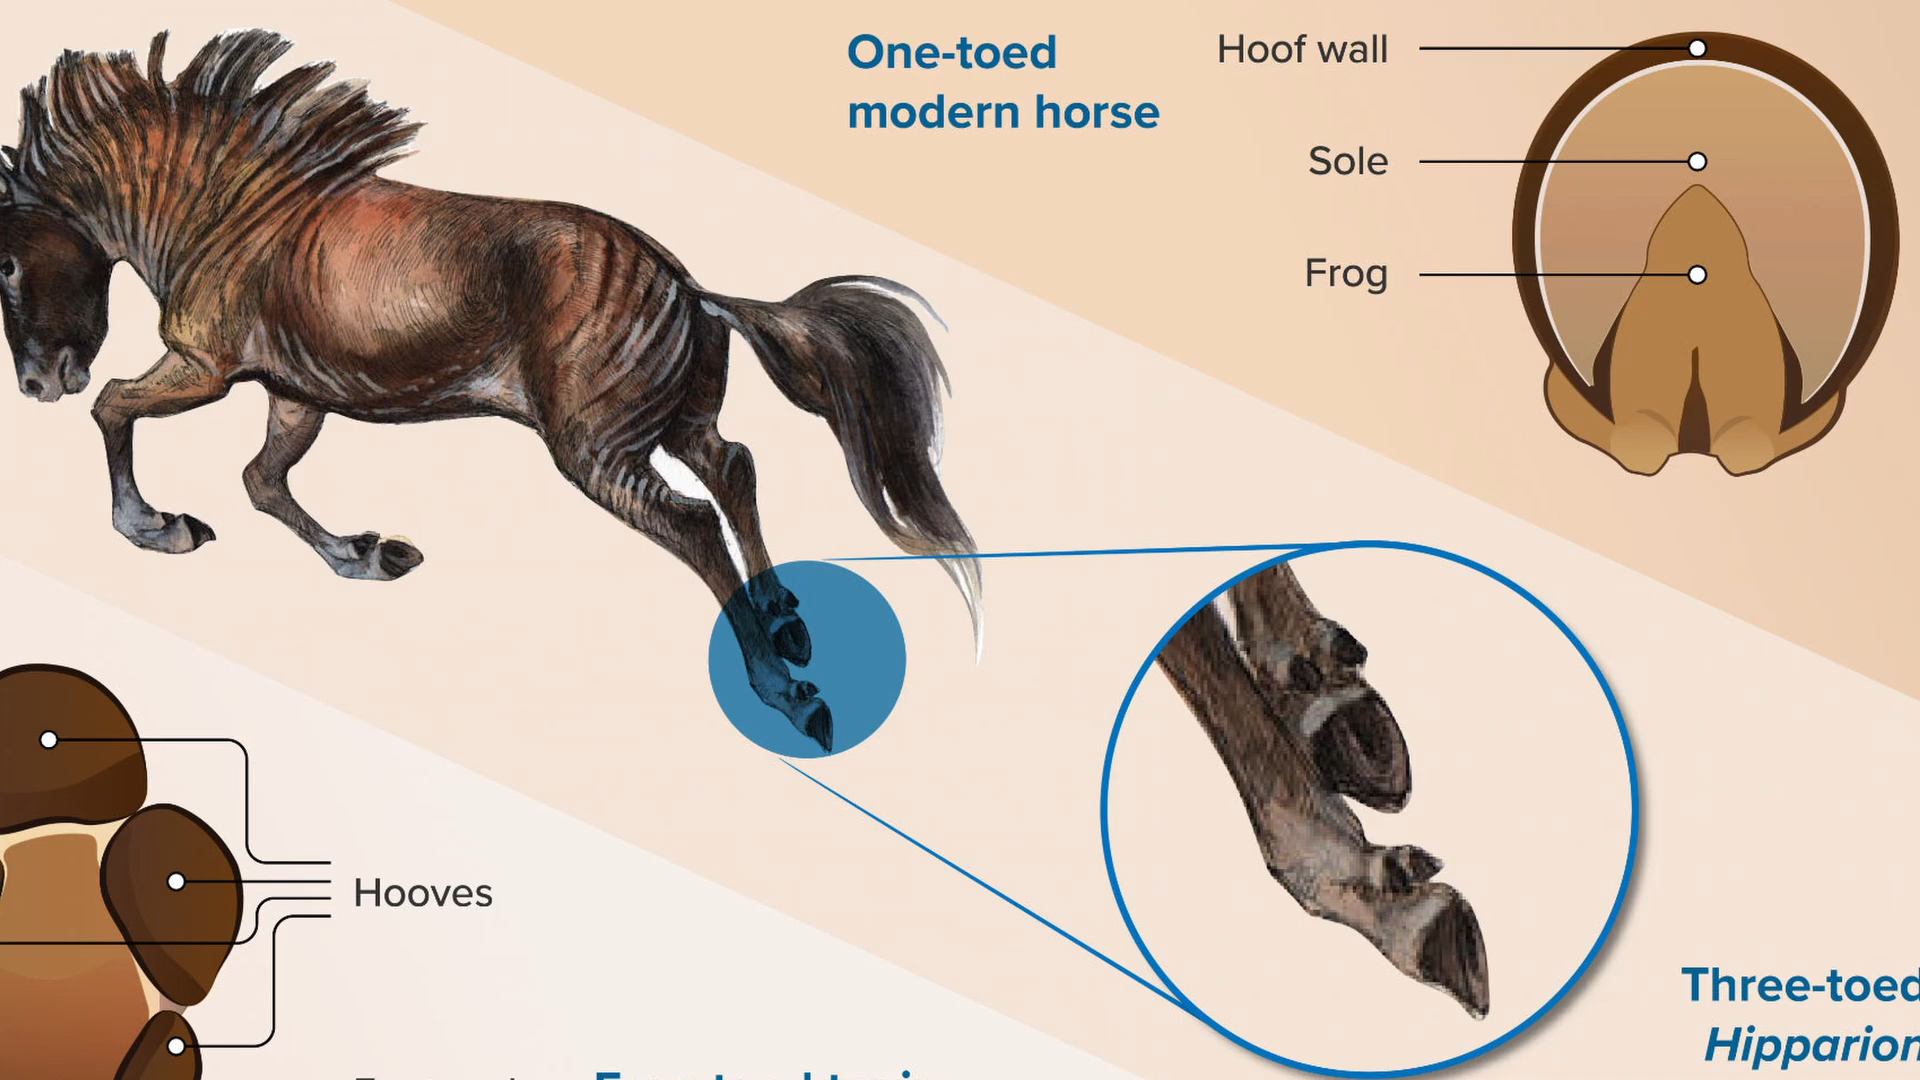 One-toed
modern horse
Hoof wall
Sole
Frog
Hooves
Three-toed
Hipparion